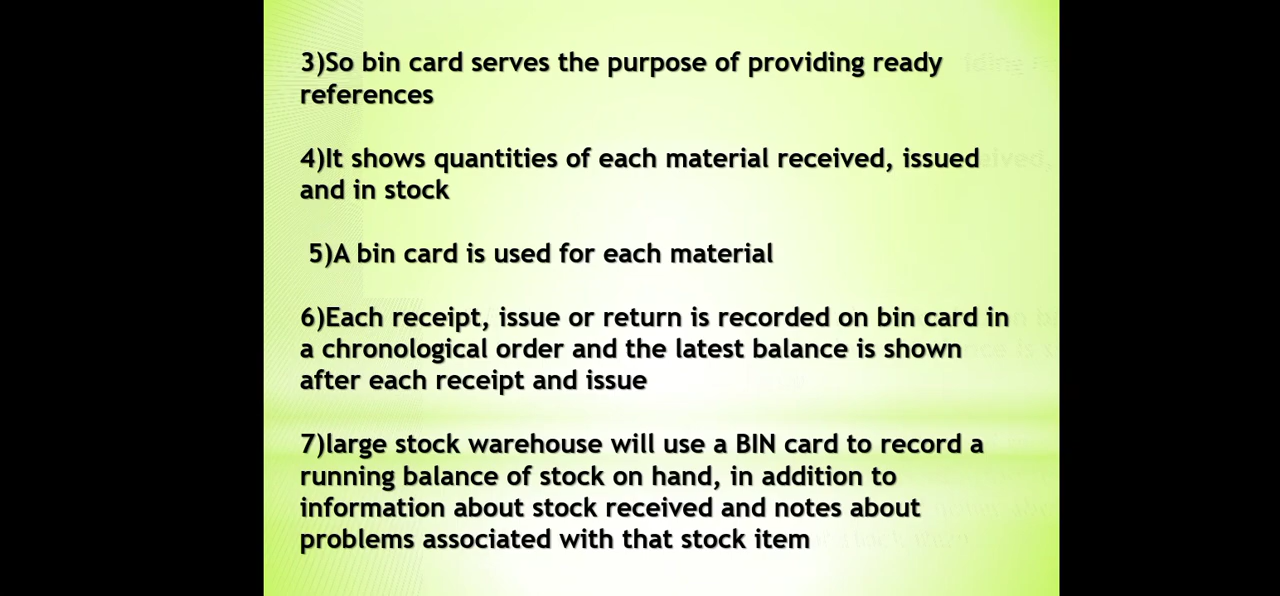 3)So bin card serves the purpose of providing ready
references
4)It shows quantities of each material received, issued
and in stock
5)A bin card is used for each material
6)Each receipt, issue or return is recorded on bin card in
a chronological order and the latest balance is shown
after each receipt and issue
7)large stock warehouse will use a BIN card to record a
running balance of stock on hand, in addition to
information about stock received and notes about
problems associated with that stock item